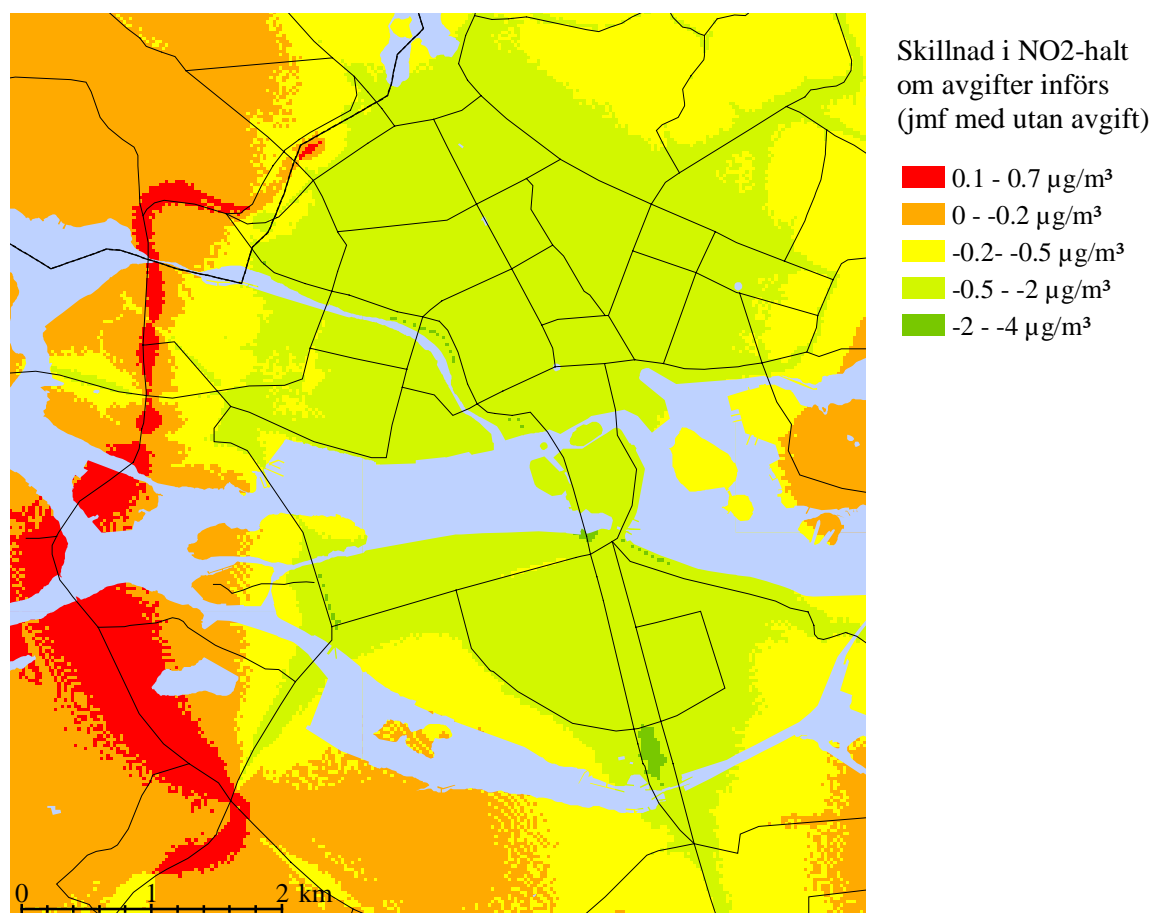 Skillnad i NO2-halt
om avgifter införs
(jmf med utan avgift)
0.1 - 0.7 µg/m³
0 - -0.2 µg/m³
-0.2- -0.5 µg/m³
-0.5 - -2 µg/m³
-2 - -4 µg/m³
0 1 2 km